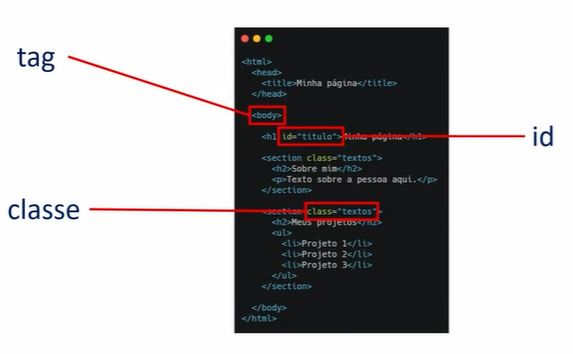 tag
id
classe
<html>
<head>
<title>Minha página</title>
</head>
<body>
<h1 id="titulo">Minha página</h1>
<section class="textos">
<h2>Sobre mim</h2>
<p>Texto sobre a pessoa aqui.</p>
</section>
<section class="textos">
<h2>Meus projetos</h2>
<ul>
<li>Projeto 1</li>
<li>Projeto 2</li>
<li>Projeto 3</li>
</ul>
</section>
</body>
</html>